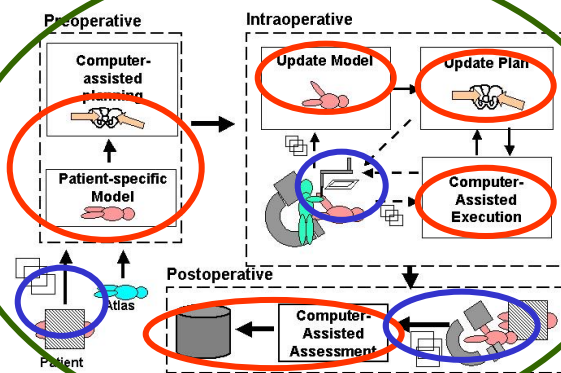 Preoperative
Computer-
assisted
planning
Patient-specific
Model
Atlas
Patient
Intraoperative
Update Model
Update Plan
Computer-
Assisted
Execution
Postoperative
Computer-
Assisted
Assessment